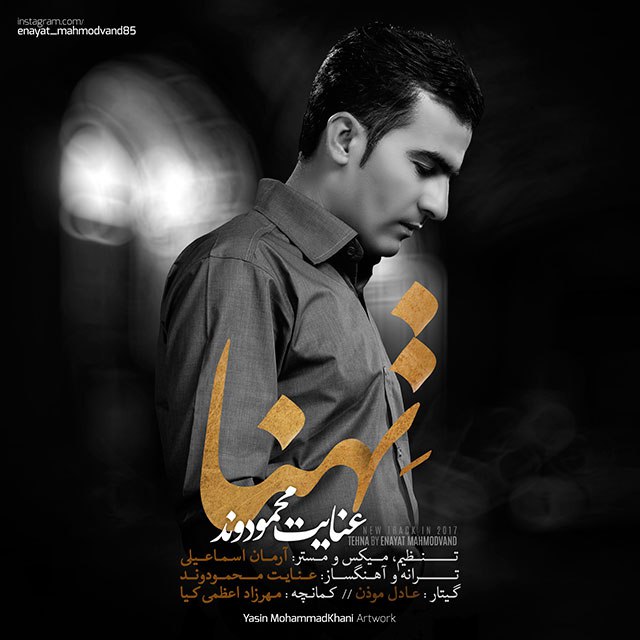 instagram.com/
enayat_mahmodvand85
تِهنا
عنایت محمودوند
NEW TRACK IN 2017
TEHNA BY ENAYAT MAHMODVAND
تنظیم، میکس و مستر: آرمان اسماعیلی
ترانه و آهنگساز: عنایت محمودوند
گیتار : عادل موذن // کمانچه : مهرزاد اعظمی کیا
Yasin MohammadKhani Artwork